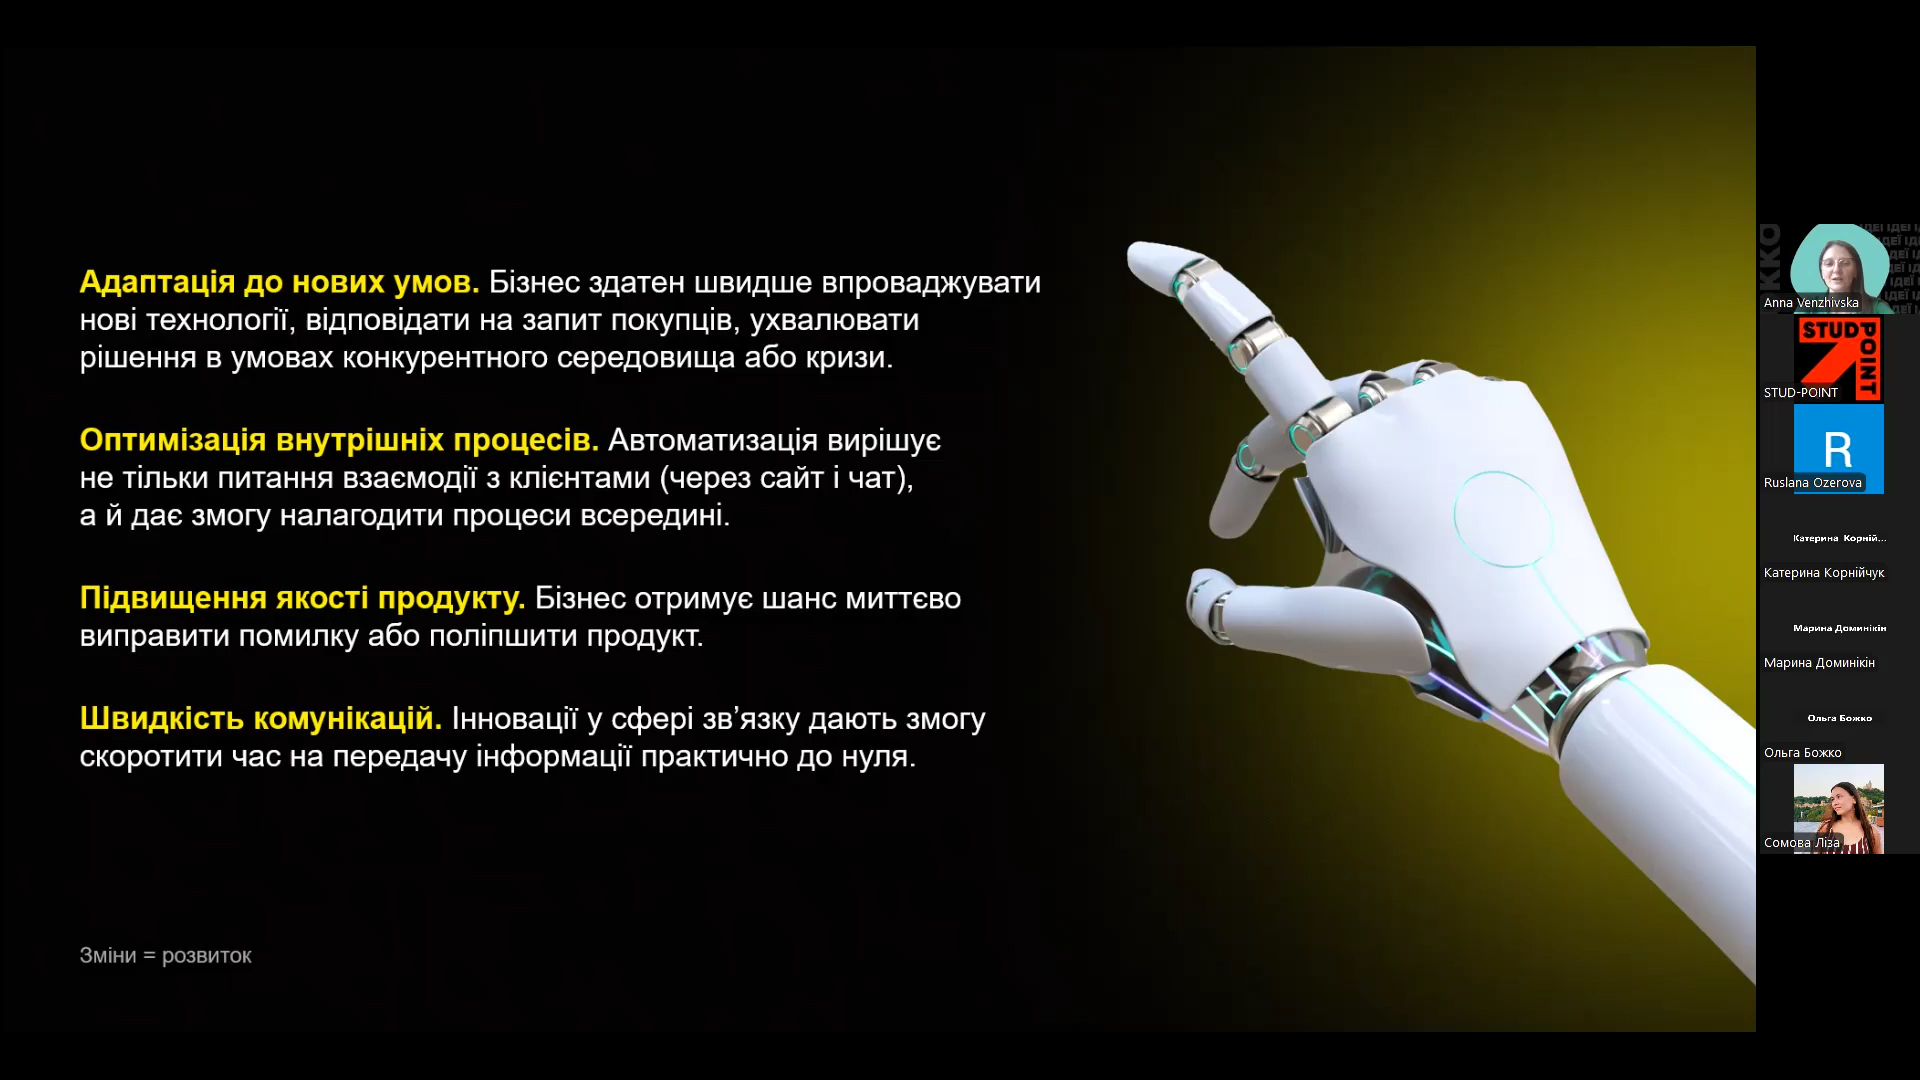 Адаптація до нових умов. Бізнес здатен швидше впроваджувати
нові технології, відповідати на запит покупців, ухвалювати
рішення в умовах конкурентного середовища або кризи.
Оптимізація внутрішніх процесів. Автоматизація вирішує
не тільки питання взаємодії з клієнтами (через сайт і чат),
а й дає змогу налагодити процеси всередині.
Підвищення якості продукту. Бізнес отримує шанс миттєво
виправити помилку або поліпшити продукт.
Швидкість комунікацій. Інновації у сфері зв’язку дають змогу
скоротити час на передачу інформації практично до нуля.
Зміни = розвиток
Anna Venzhivska
STUD
POINT
STUD-POINT
R
Ruslana Ozerova
Катерина Корній...
Катерина Корнійчук
Марина Доминікін
Марина Доминікін
Ольга Божко
Ольга Божко
Сомова Ліза